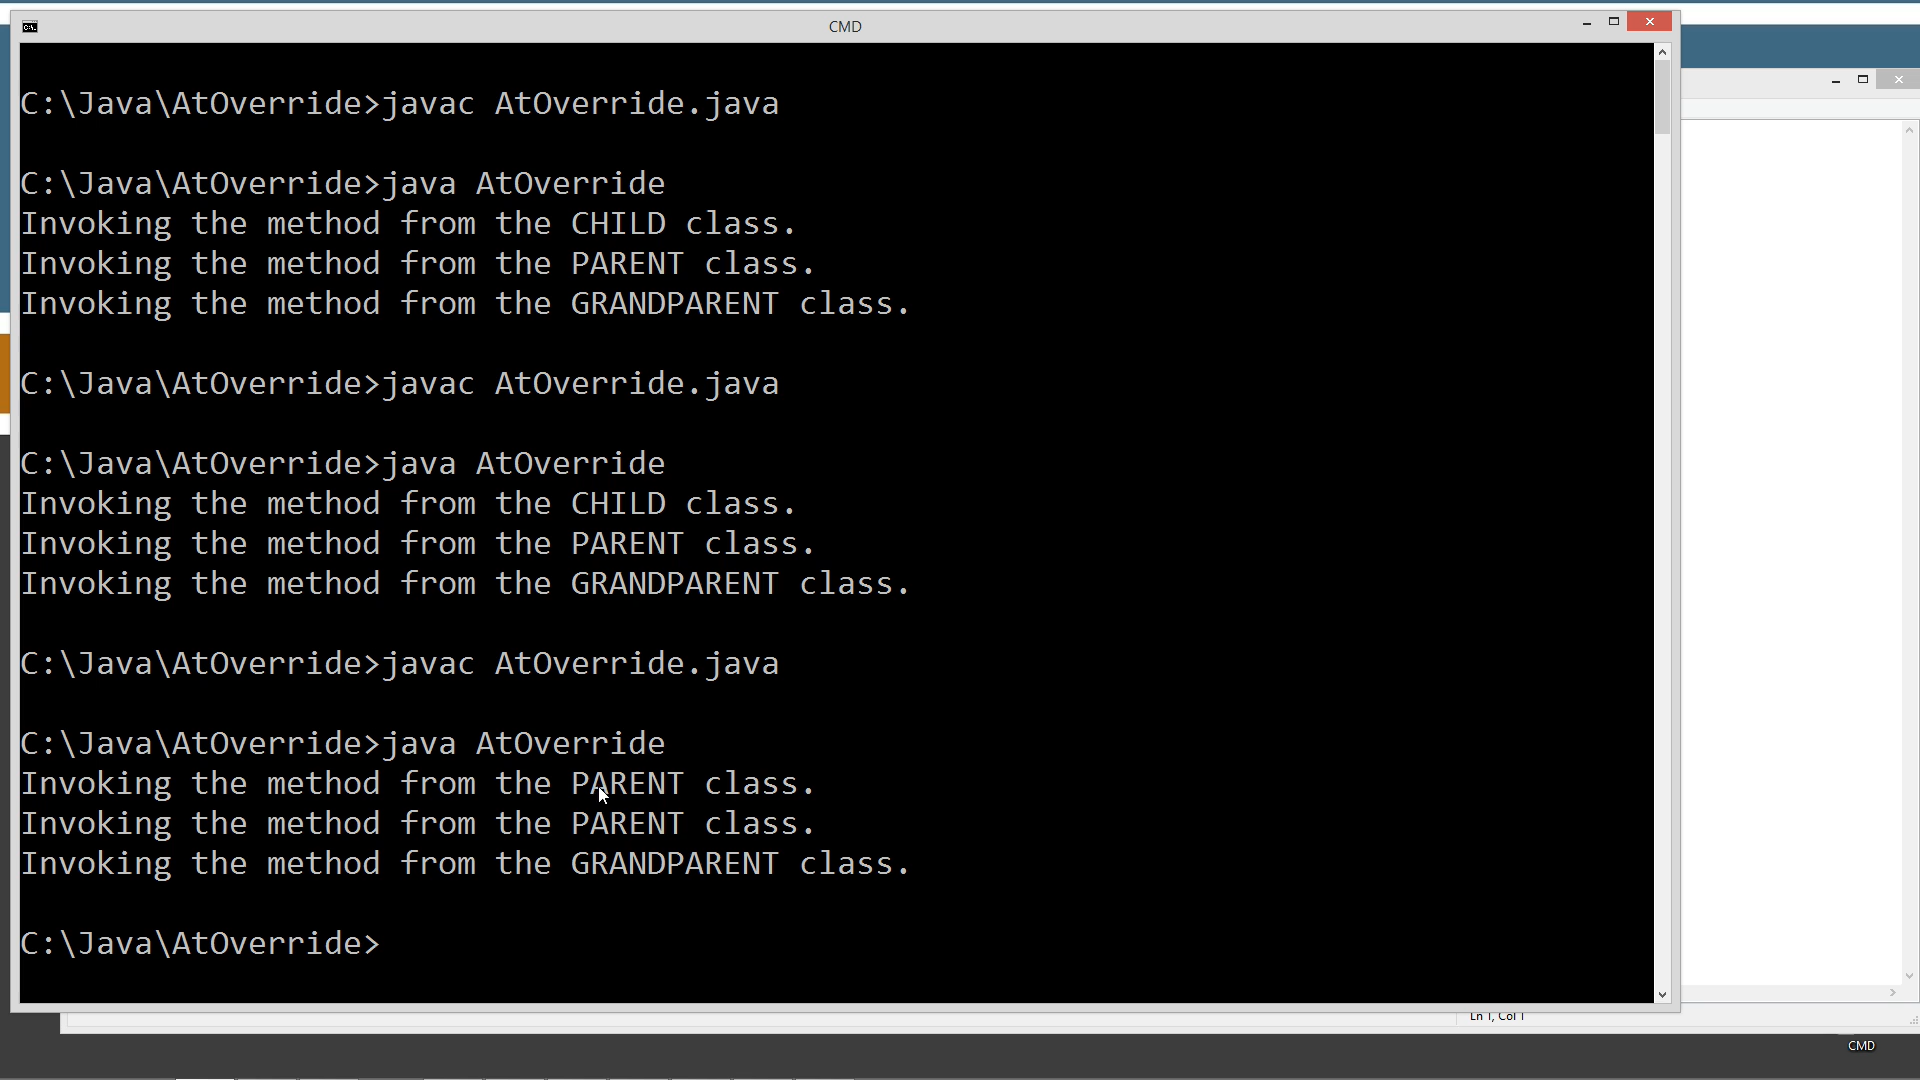 CMD
C:\Java\AtOverride>javac AtOverride.java
C:\Java\AtOverride>java AtOverride
Invoking the method from the CHILD class.
Invoking the method from the PARENT class.
Invoking the method from the GRANDPARENT class.
C:\Java\AtOverride>javac AtOverride.java
C:\Java\AtOverride>java AtOverride
Invoking the method from the CHILD class.
Invoking the method from the PARENT class.
Invoking the method from the GRANDPARENT class.
C:\Java\AtOverride>javac AtOverride.java
C:\Java\AtOverride>java AtOverride
Invoking the method from the PARENT class.
Invoking the method from the PARENT class.
Invoking the method from the GRANDPARENT class.
C:\Java\AtOverride>
Ln 1, Col 1
CMD